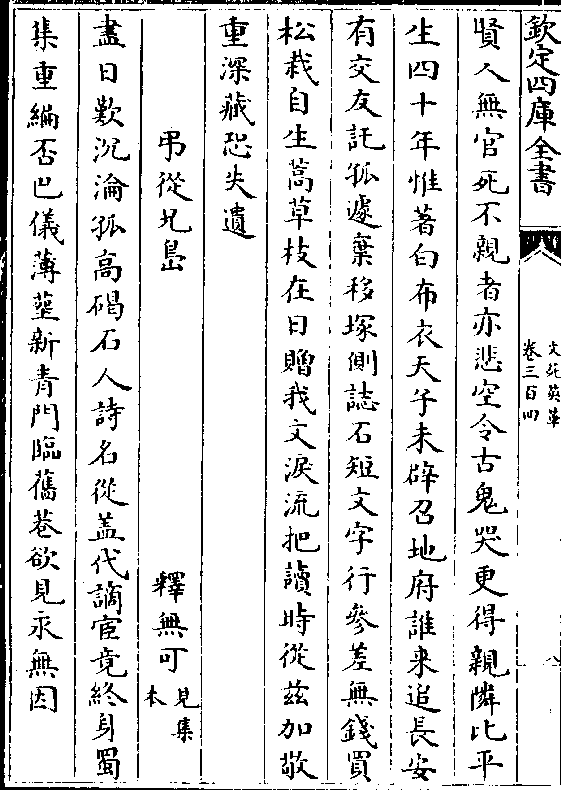 欽定四庫全書
文苑英華
卷三百四
八
賢人無官死不親者亦悲空令古鬼哭更得親隣比平
生四十年惟著白布衣天子未辟召地府誰来追長安
有交友託孤遽棄移塚側誌石短文字行參差無錢買
松栽自生蒿草枝在日贈我文淚流把讀時從兹加敬
重深藏恐失遺
弔從兄島　釋無可　見集本
盡日歎沉淪孤高碣石人詩名從盖代謫宦竟終身蜀
集重編否巴儀薄塟新青門臨舊巷欲見永無因